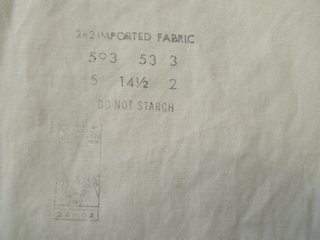 2x2 IMPORTED FABRIC
593 53 3
5 14½ 2
DO NOT STARCH